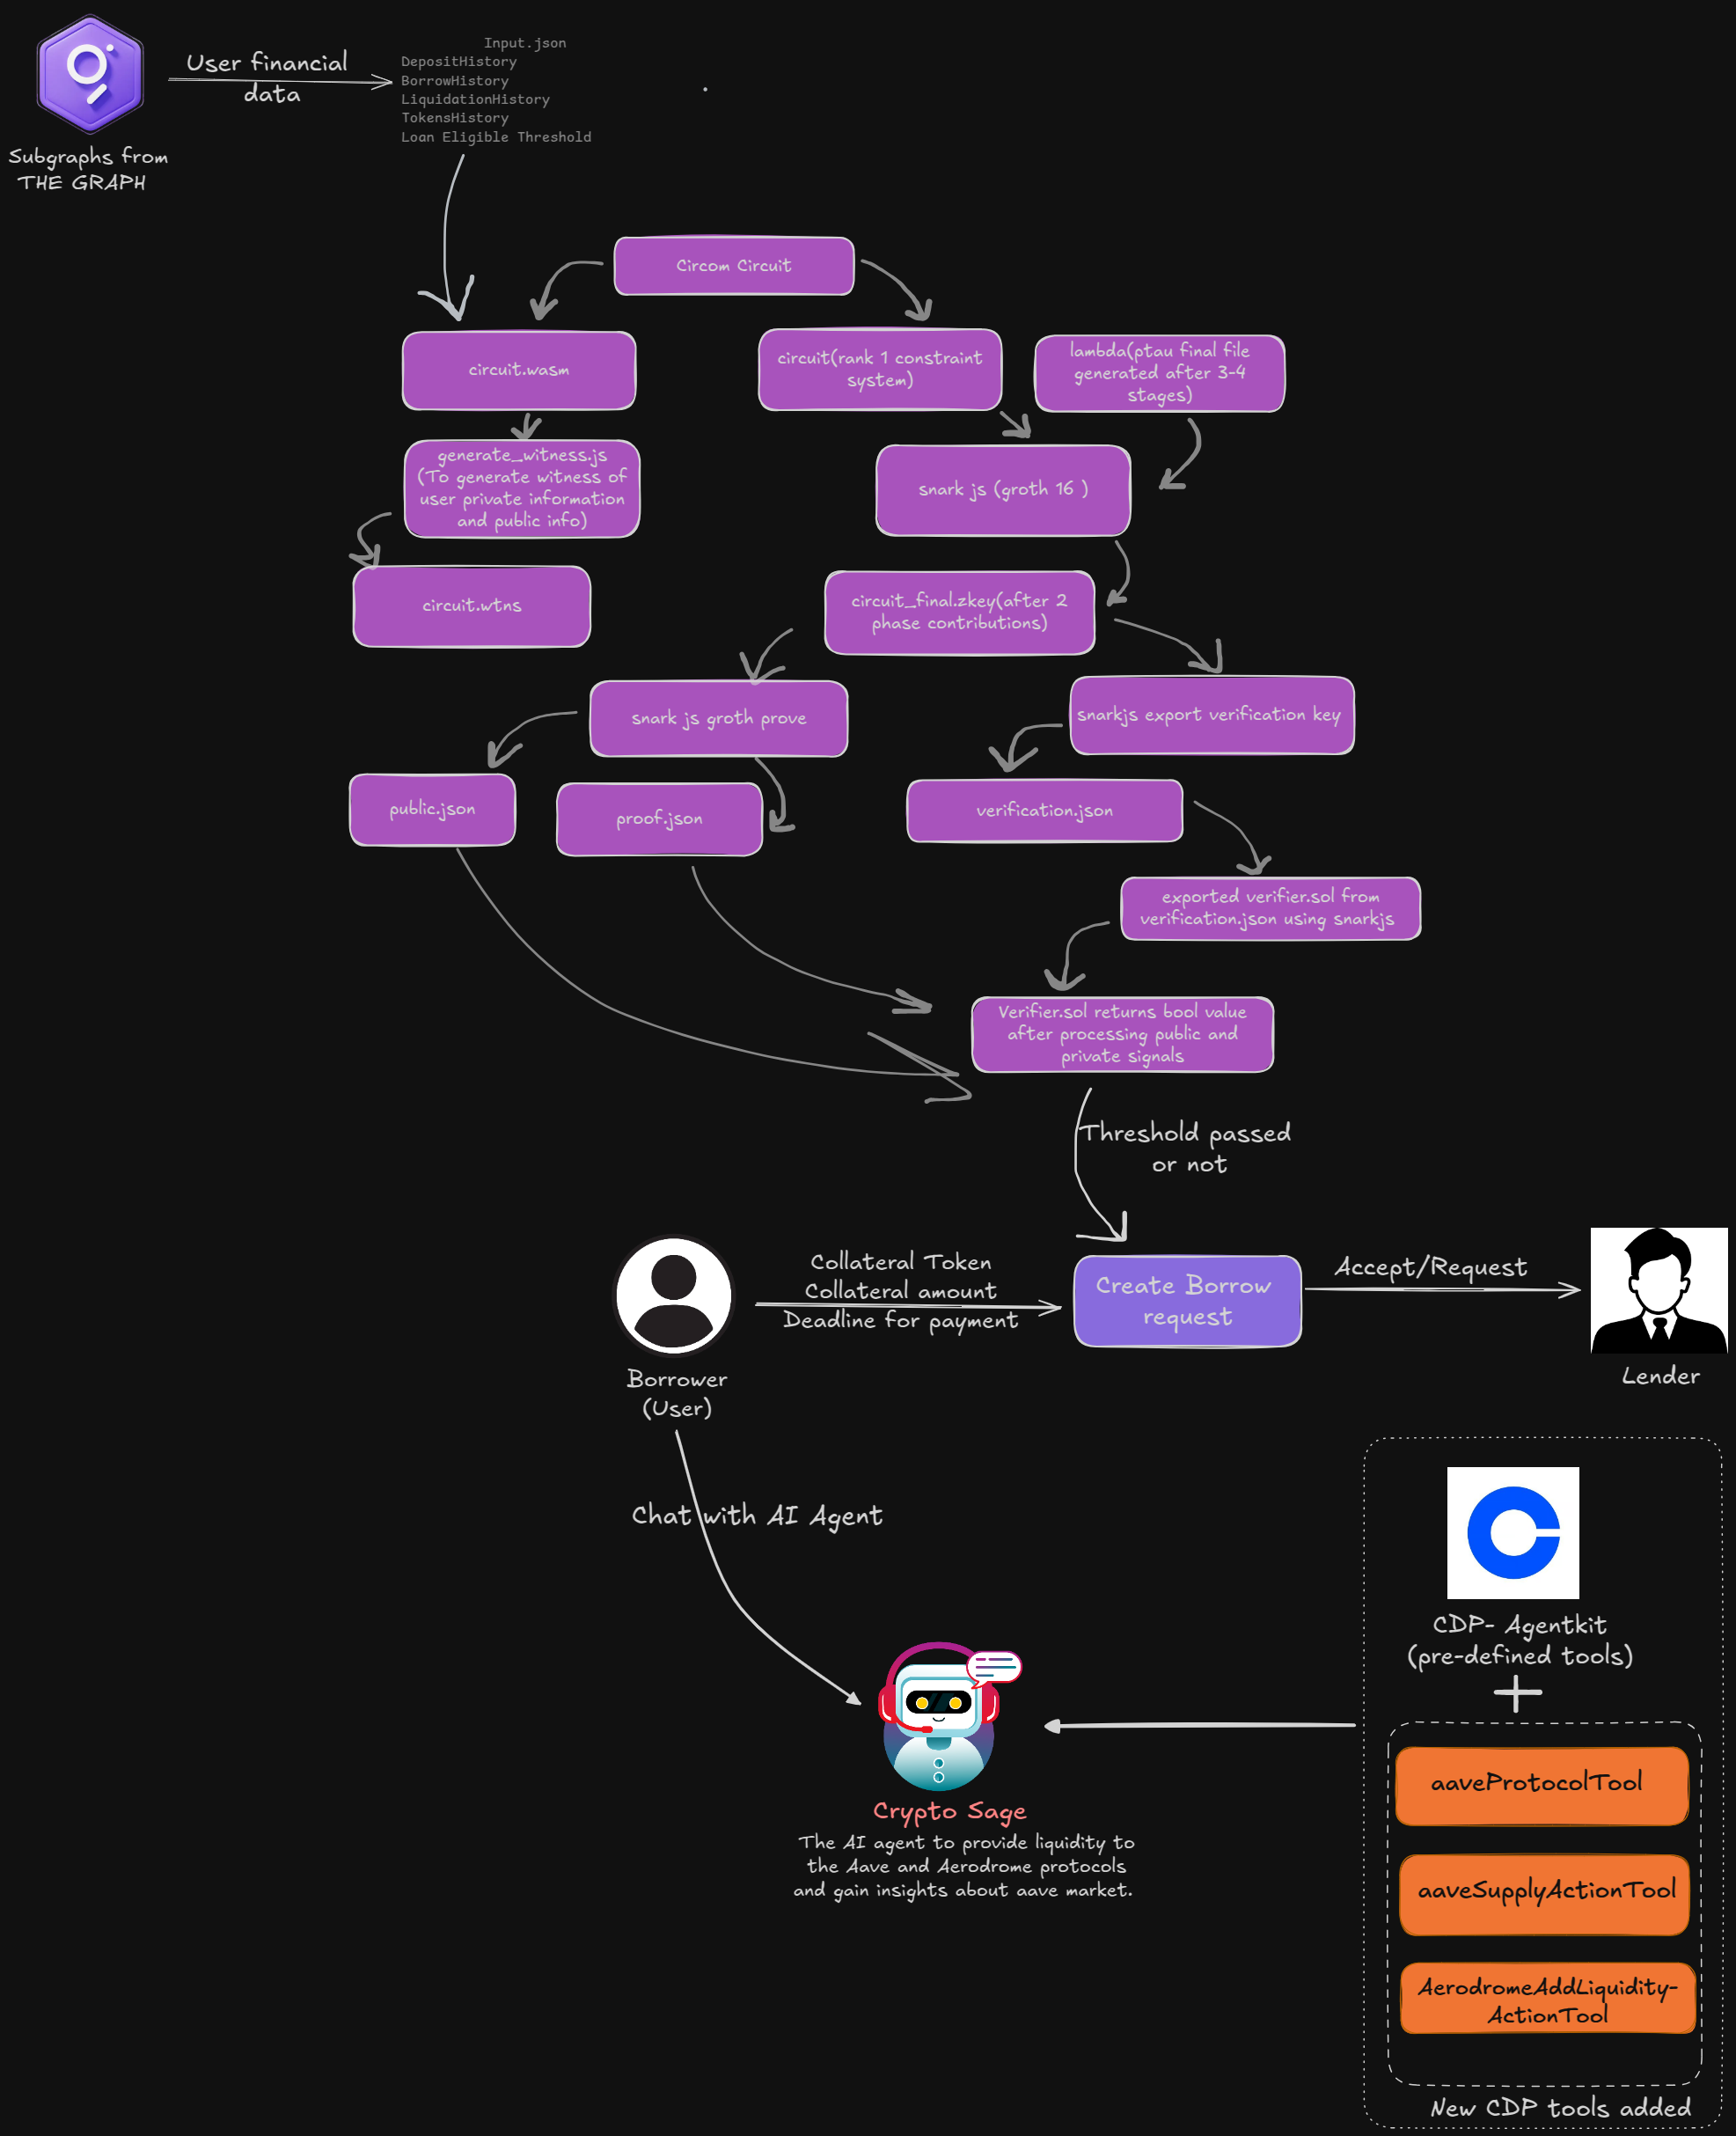 User financial
data
Subgraphs from
THE GRAPH
Input.json
DepositHistory
BorrowHistory
LiquidationHistory
TokensHistory
Loan Eligible Threshold
Circom Circuit
circuit.wasm
circuit(rank 1 constraint
system)
lambda(ptau final file
generated after 3-4
stages)
generate_witness.js
(To generate witness of
user private information
and public info)
snark js (groth 16 )
circuit.wtns
circuit_final.zkey(after 2
phase contributions)
snark js groth prove
snarkjs export verification key
public.json
proof.json
verification.json
exported verifier.sol from
verification.json using snarkjs
Verifier.sol returns bool value
after processing public and
private signals
Threshold passed
or not
Collateral Token
Collateral amount
Deadline for payment
Create Borrow
request
Accept/Request
Borrower
(User)
Lender
Chat with AI Agent
CDP- Agentkit
(pre-defined tools)
aaveProtocolTool
aaveSupplyActionTool
AerodromeAddLiquidity-
ActionTool
New CDP tools added
Crypto Sage
The AI agent to provide liquidity to
the Aave and Aerodrome protocols
and gain insights about aave market.